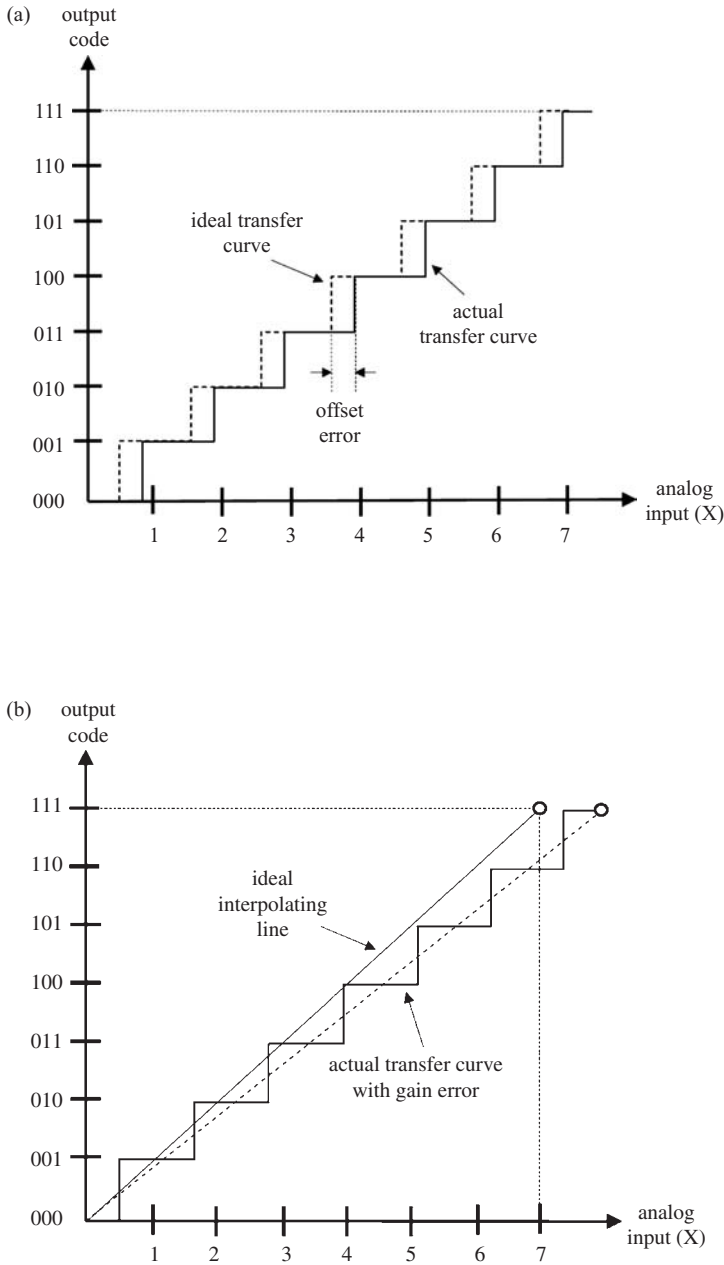 (a)
output
code
111
110
101
100
011
010
001
000
ideal transfer
curve
actual
transfer curve
offset
error
analog
input (X)
1 2 3 4 5 6 7
(b)
output
code
111
110
101
100
011
010
001
000
ideal
interpolating
line
actual transfer curve
with gain error
analog
input (X)
1 2 3 4 5 6 7